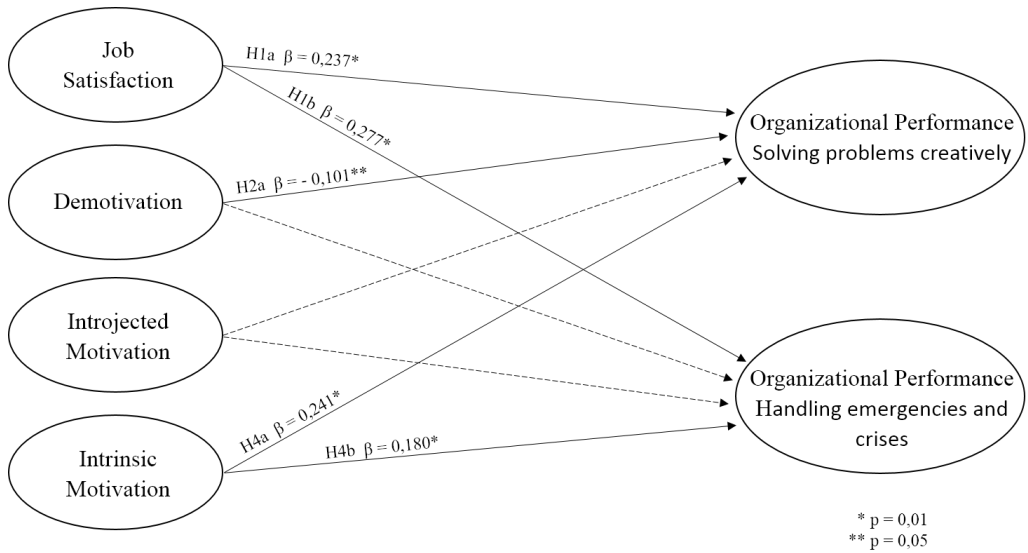 Job
Satisfaction
H1a β = 0,237*
H1b β = 0,277*
Organizational Performance
Solving problems creatively
Demotivation
H2a β = - 0,101**
Introjected
Motivation
Organizational Performance
Handling emergencies and
crises
Intrinsic
Motivation
H4a β = 0,241*
H4b β = 0,180*
* p = 0,01
** p = 0,05